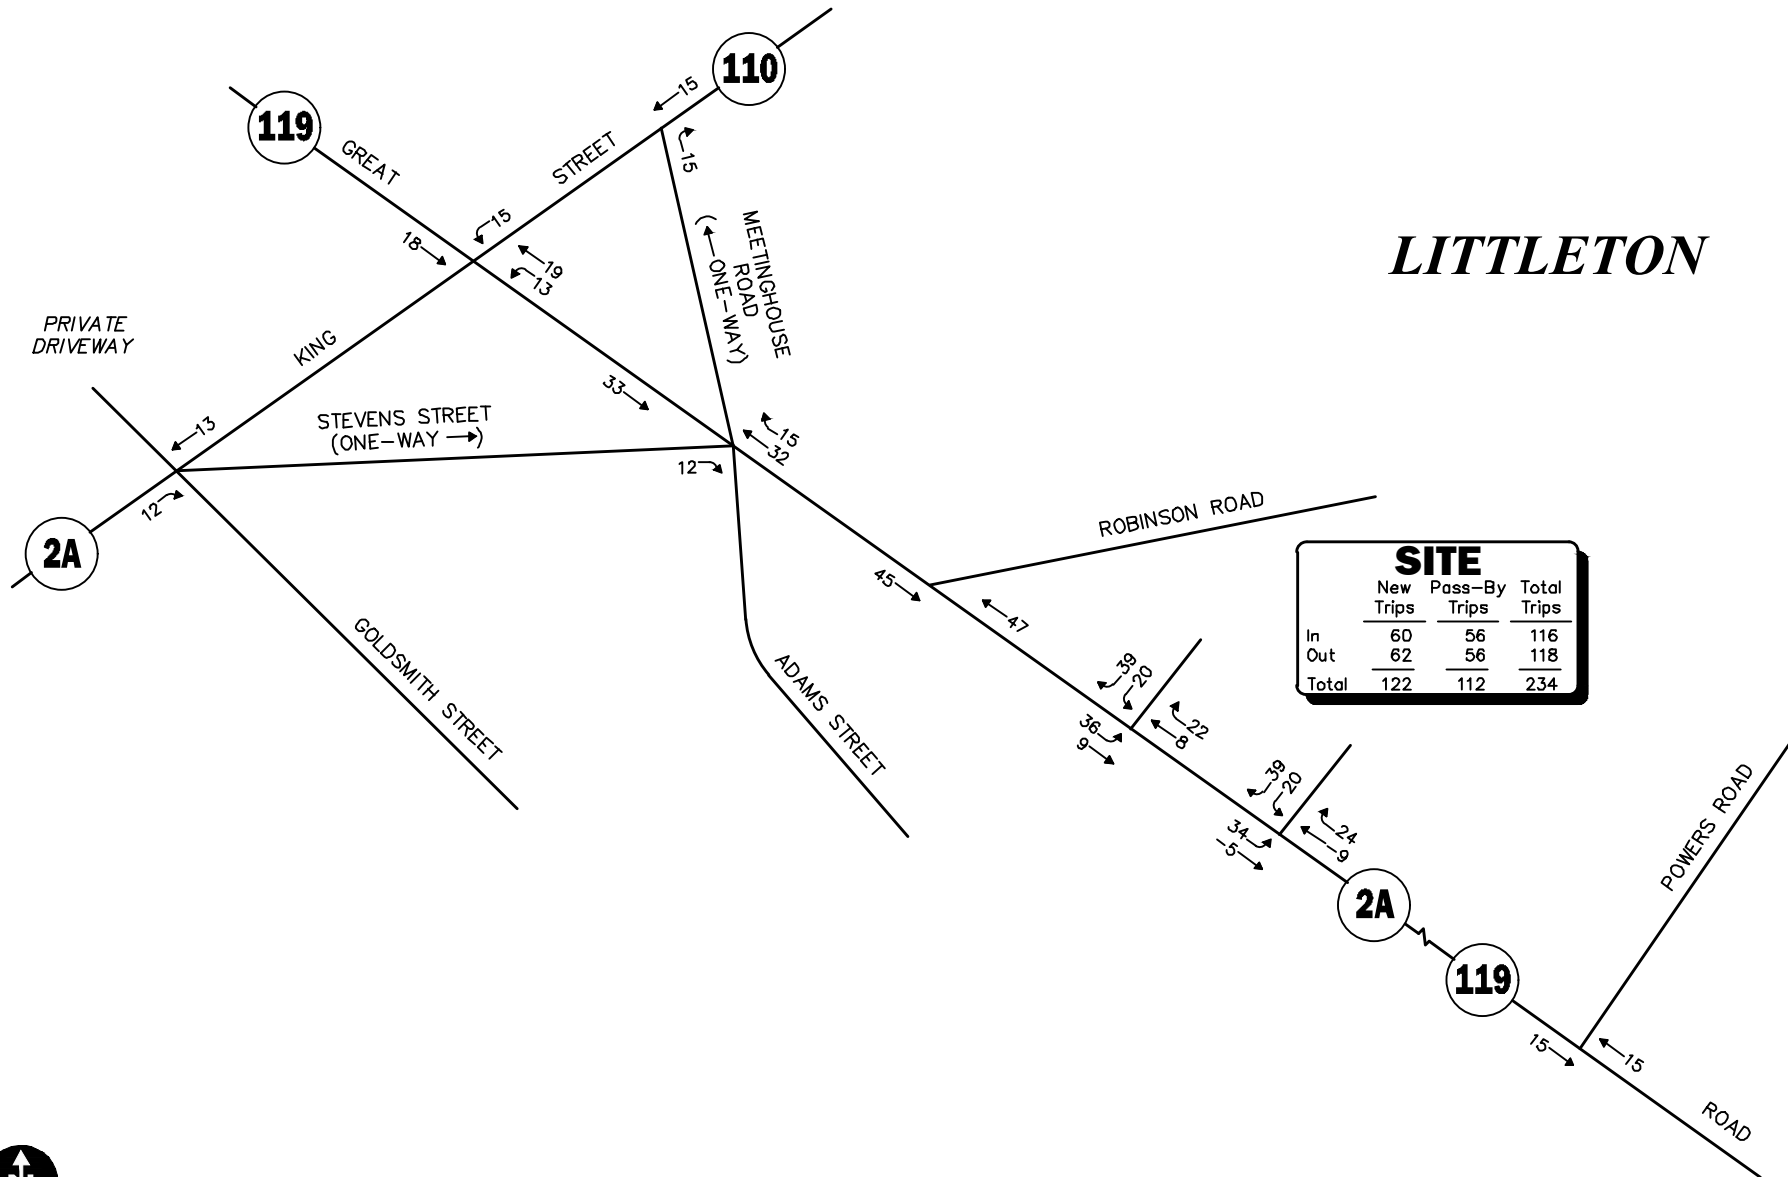 110
15
119
GREAT
STREET
15
15
18
19
13
MEETINGHOUSE
ROAD
(←ONE-WAY)
LITTLETON
PRIVATE
DRIVEWAY
KING
33
13
STEVENS STREET
(ONE-WAY →)
15
32
12
12
2A
ROBINSON ROAD
45
47
SITE
New Pass-By Total
Trips Trips Trips
In 60 56 116
Out 62 56 118
Total 122 112 234
GOLDSMITH STREET
ADAMS STREET
39
20
36
9
22
8
39
20
34
-5
24
-9
POWERS ROAD
2A
119
15
15
ROAD